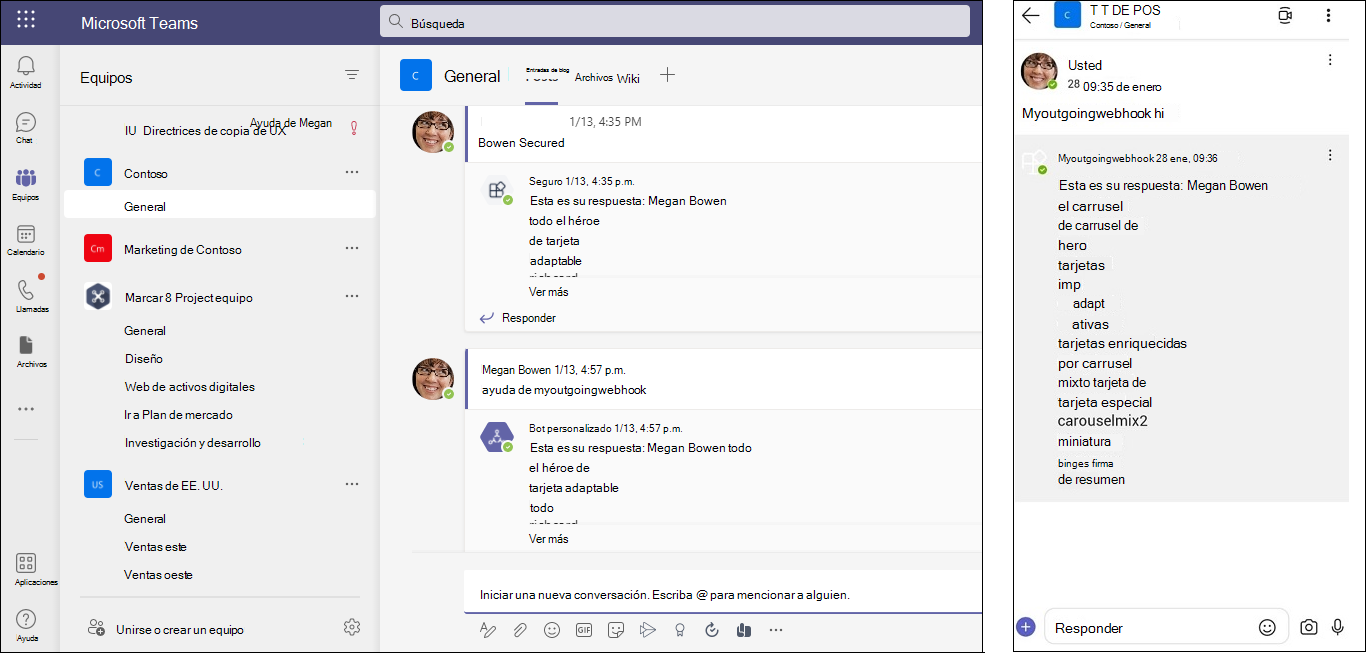 Microsoft Teams
Búsqueda
Actividad
Chat
Equipos
Calendario
Llamadas
Archivos
Aplicaciones
Ayuda
Equipos
Ayuda de Megan
IU Directrices de copia de UX
C
Contoso
General
Cm
Marketing de Contoso
Marcar 8 Project equipo
General
Diseño
Web de activos digitales
Ir a Plan de mercado
Investigación y desarrollo
US
Ventas de EE. UU.
General
Ventas este
Ventas oeste
Unirse o crear un equipo
C
General
Entradas de blog
Archivos
Wiki
1/13, 4:35 PM
Bowen Secured
Seguro 1/13, 4:35 p.m.
Esta es su respuesta: Megan Bowen
todo el héroe
de tarjeta
adaptable
Ver más
Responder
Megan Bowen 1/13, 4:57 p.m.
ayuda de myoutgoingwebhook
Bot personalizado 1/13, 4:57 p.m.
Esta es su respuesta: Megan Bowen todo
el héroe de
tarjeta adaptable
todo
Ver más
Iniciar una nueva conversación. Escriba @ para mencionar a alguien.
GIF
C
T T DE POS
Contoso / General
Usted
28 09:35 de enero
Myoutgoingwebhook hi
Myoutgoingwebhook 28 ene, 09:36
Esta es su respuesta: Megan Bowen
el carrusel
de carrusel de
hero
tarjetas
imp
adapt
ativas
tarjetas enriquecidas
por carrusel
mixto tarjeta de
tarjeta especial
carouselmix2
miniatura
binges firma
de resumen
Responder